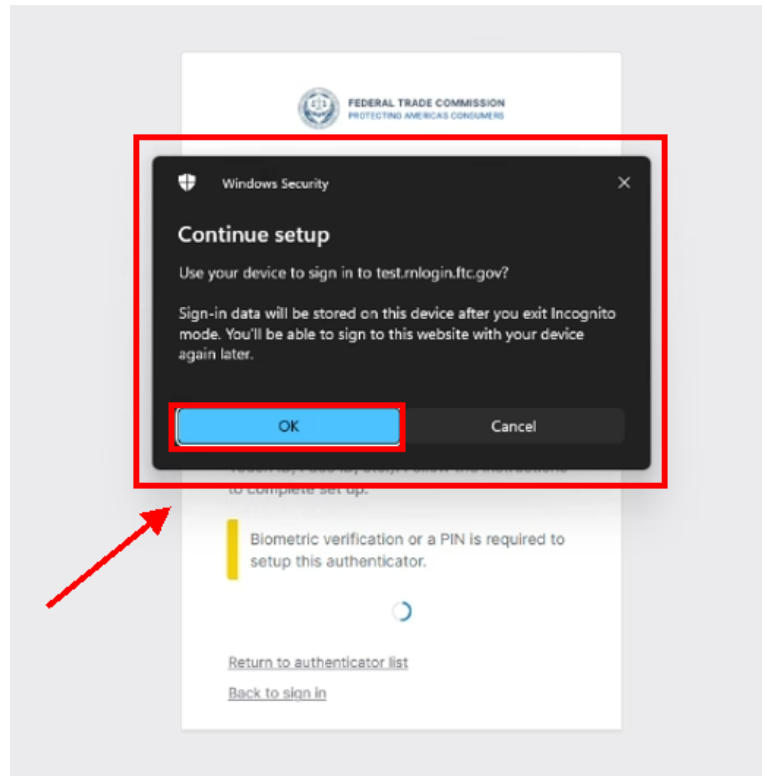 FEDERAL TRADE COMMISSION
PROTECTING AMERICA'S CONSUMERS
Windows Security
Continue setup
Use your device to sign in to test.rnlogin.ftc.gov?
Sign-in data will be stored on this device after you exit Incognito
mode. You'll be able to sign to this website with your device
again later.
OK
Cancel
to complete set up.
Biometric verification or a PIN is required to
setup this authenticator.
Return to authenticator list
Back to sign in